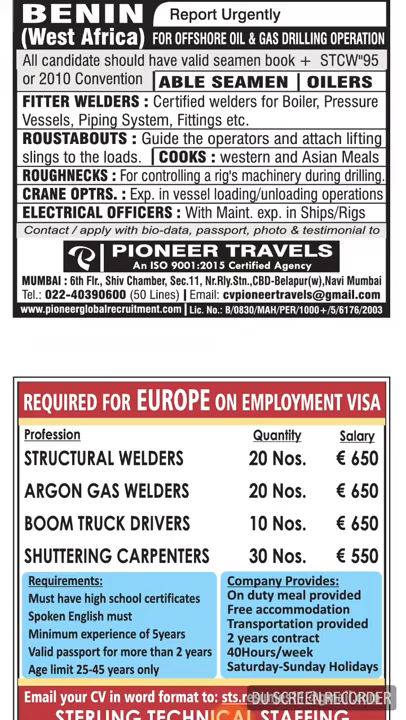 BENIN
Report Urgently
(West Africa) FOR OFFSHORE OIL & GAS DRILLING OPERATION
All candidate should have valid seamen book + STCW"95
or 2010 Convention ABLE SEAMEN OILERS
FITTER WELDERS : Certified welders for Boiler, Pressure
Vessels, Piping System, Fittings etc.
ROUSTABOUTS : Guide the operators and attach lifting
slings to the loads. COOKS : western and Asian Meals
ROUGHNECKS : For controlling a rig's machinery during drilling.
CRANE OPTRS. : Exp. in vessel loading/unloading operations
ELECTRICAL OFFICERS : With Maint. exp. in Ships/Rigs
Contact / apply with bio-data, passport, photo & testimonial to
PIONEER TRAVELS
An ISO 9001:2015 Certified Agency
MUMBAI : 6th Flr., Shiv Chamber, Sec.11, Nr.Rly.Stn.,CBD-Belapur(w),Navi Mumbai
Tel.: 022-40390600 (50 Lines) | Email: cvpioneertravels@gmail.com
www.pioneerglobalrecruitment.com | Lic. No.: B/0830/MAH/PER/1000+/5/6176/2003
REQUIRED FOR EUROPE ON EMPLOYMENT VISA
Profession Quantity Salary
STRUCTURAL WELDERS 20 Nos. € 650
ARGON GAS WELDERS 20 Nos. € 650
BOOM TRUCK DRIVERS 10 Nos. € 650
SHUTTERING CARPENTERS 30 Nos. € 550
Requirements:
Must have high school certificates
Spoken English must
Minimum experience of 5years
Valid passport for more than 2 years
Age limit 25-45 years only
Company Provides:
On duty meal provided
Free accommodation
Transportation provided
2 years contract
40Hours/week
Saturday-Sunday Holidays
Email your CV in word format to:
DU SCREEN RECORDER
STERLING TECHNICAL STAFFING